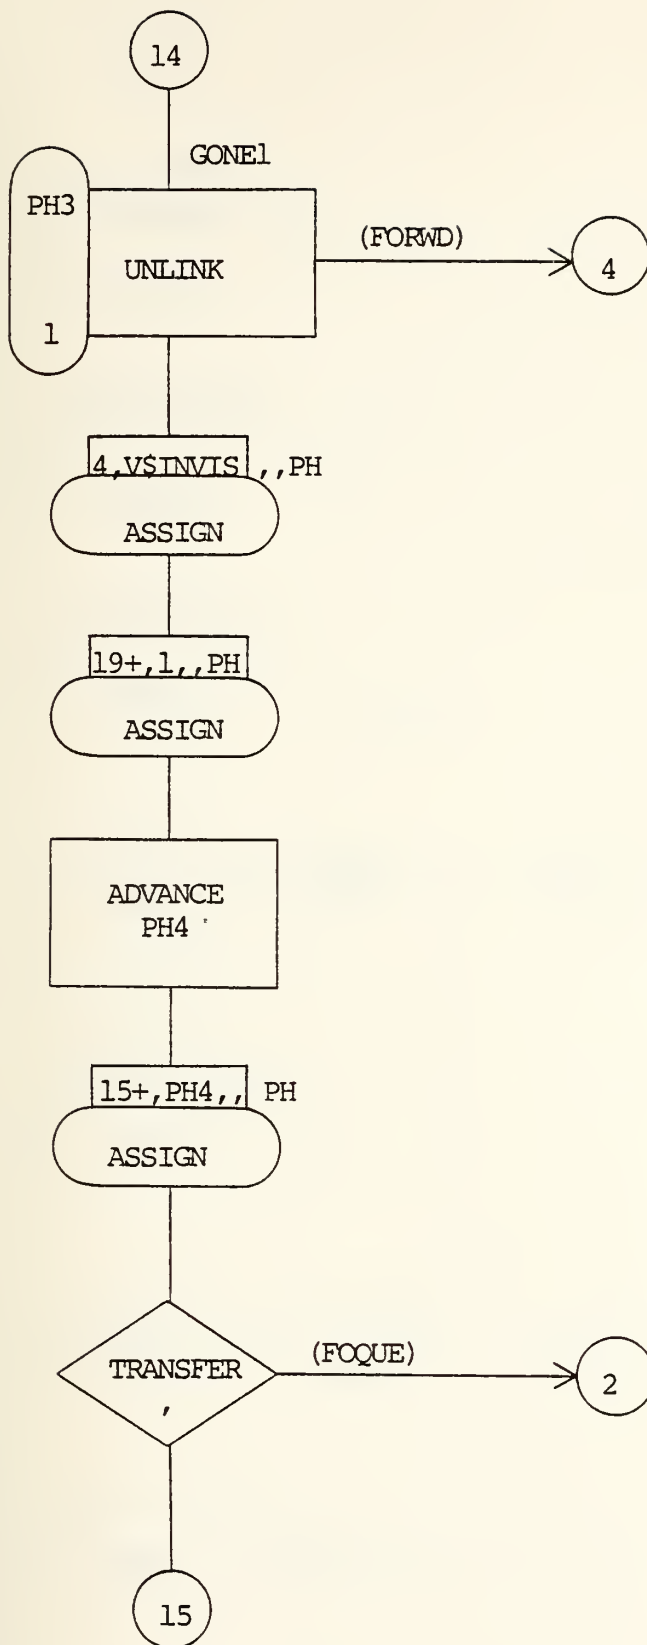 14
GONE1
PH3
(FORWD)
UNLINK
4
1
4,V$INVIS ,,PH
ASSIGN
19+,1,,PH
ASSIGN
ADVANCE
PH4
15+,PH4,, PH
ASSIGN
(FOQUE)
TRANSFER
,
2
15